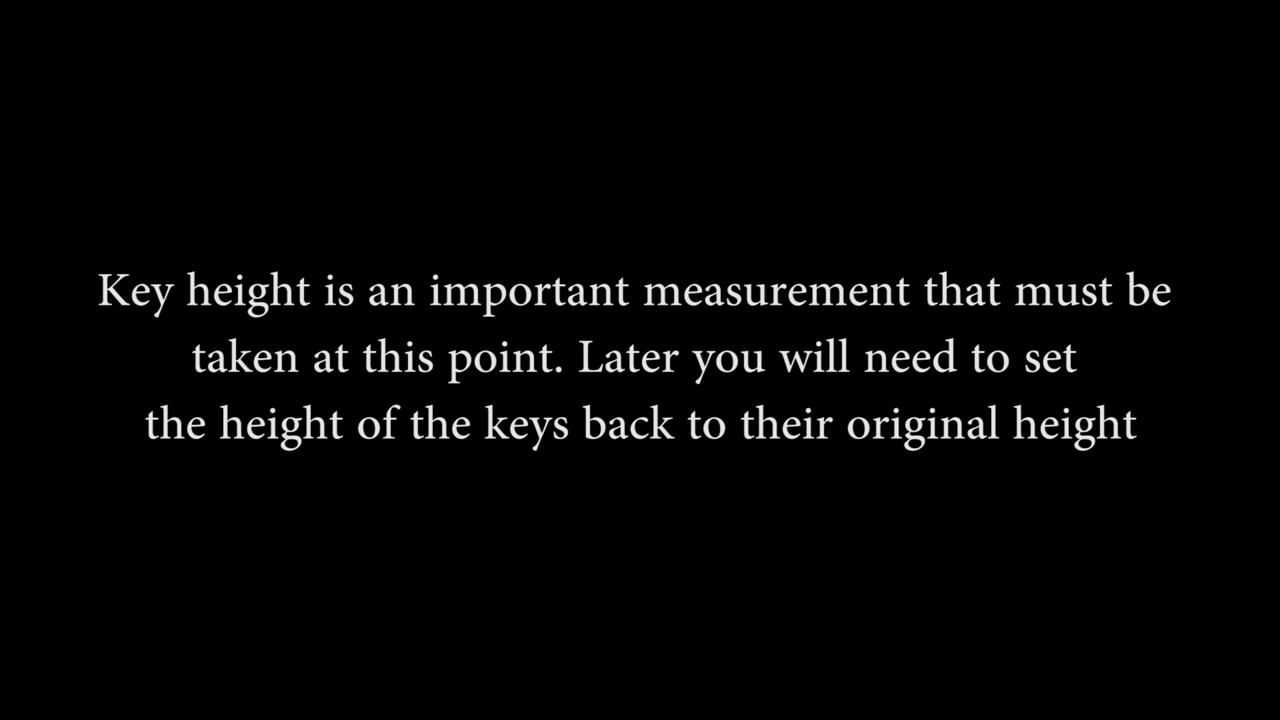 Key height is an important measurement that must be
taken at this point. Later you will need to set
the height of the keys back to their original height